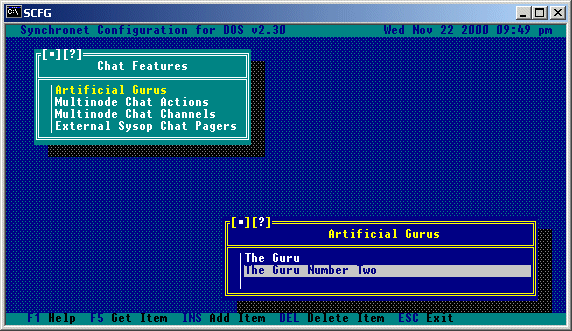 SCFG
Synchronet Configuration for DOS v2.30 Wed Nov 22 2000 09:49 pm
[■][?]
Chat Features
Artificial Gurus
Multinode Chat Actions
Multinode Chat Channels
External Sysop Chat Pagers
[■][?]
Artificial Gurus
The Guru
The Guru Number Two
F1 Help F5 Get Item INS Add Item DEL Delete Item ESC Exit